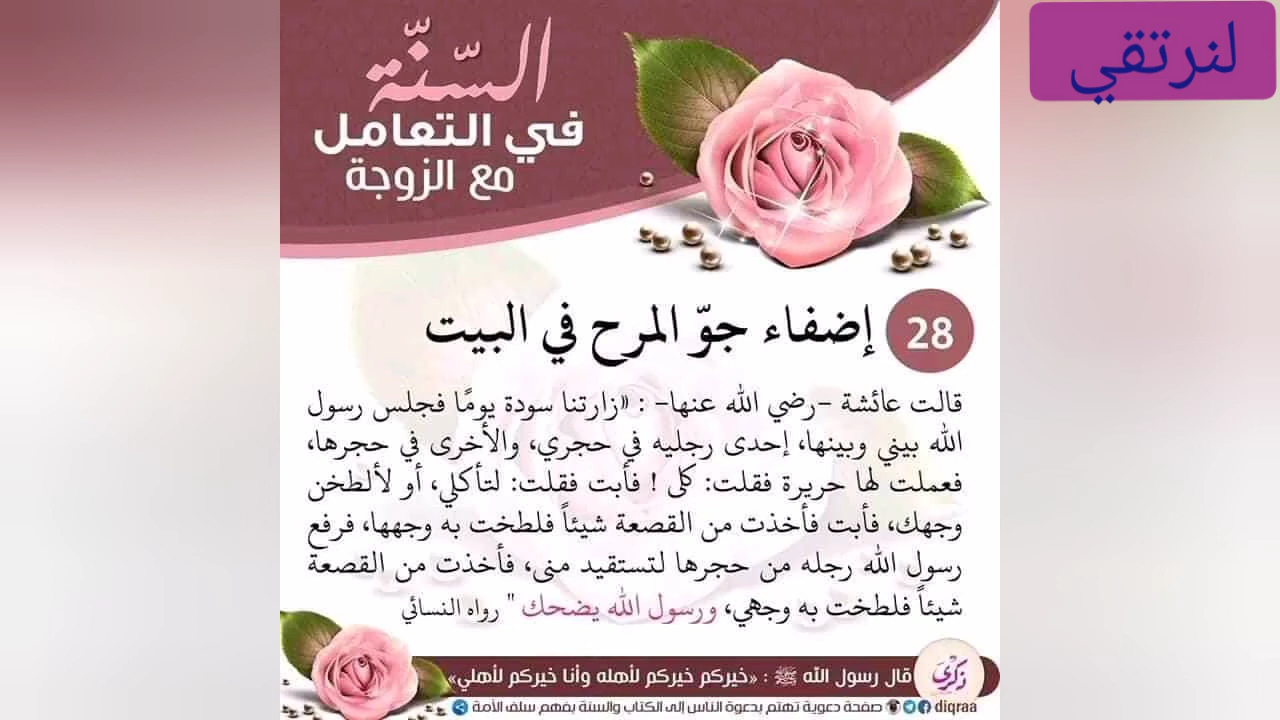 لنرتقي
السّنّة
في التعامل
مع الزوجة
28 إضفاء جوّ المرح في البيت
قالت عائشة –رضي الله عنها– : «زارتنا سودة يومًا فجلس رسول
الله بيني وبينها، إحدى رجليه في حجري، والأخرى في حجرها،
فعملت لها حريرة فقلت: كلى ! فأبت فقلت: لتأكلي، أو لألطخن
وجهك، فأبت فأخذت من القصعة شيئاً فلطخت به وجهها، فرفع
رسول الله رجله من حجرها لتستقيد منى، فأخذت من القصعة
شيئاً فلطخت به وجهي، ورسول الله يضحك " رواه النسائي
ذكرى
قال رسول الله ﷺ : «خيركم خيركم لأهله وأنا خيركم لأهلي»
diqraa صفحة دعوية تهتم بدعوة الناس إلى الكتاب والسنة بفهم سلف الأمة